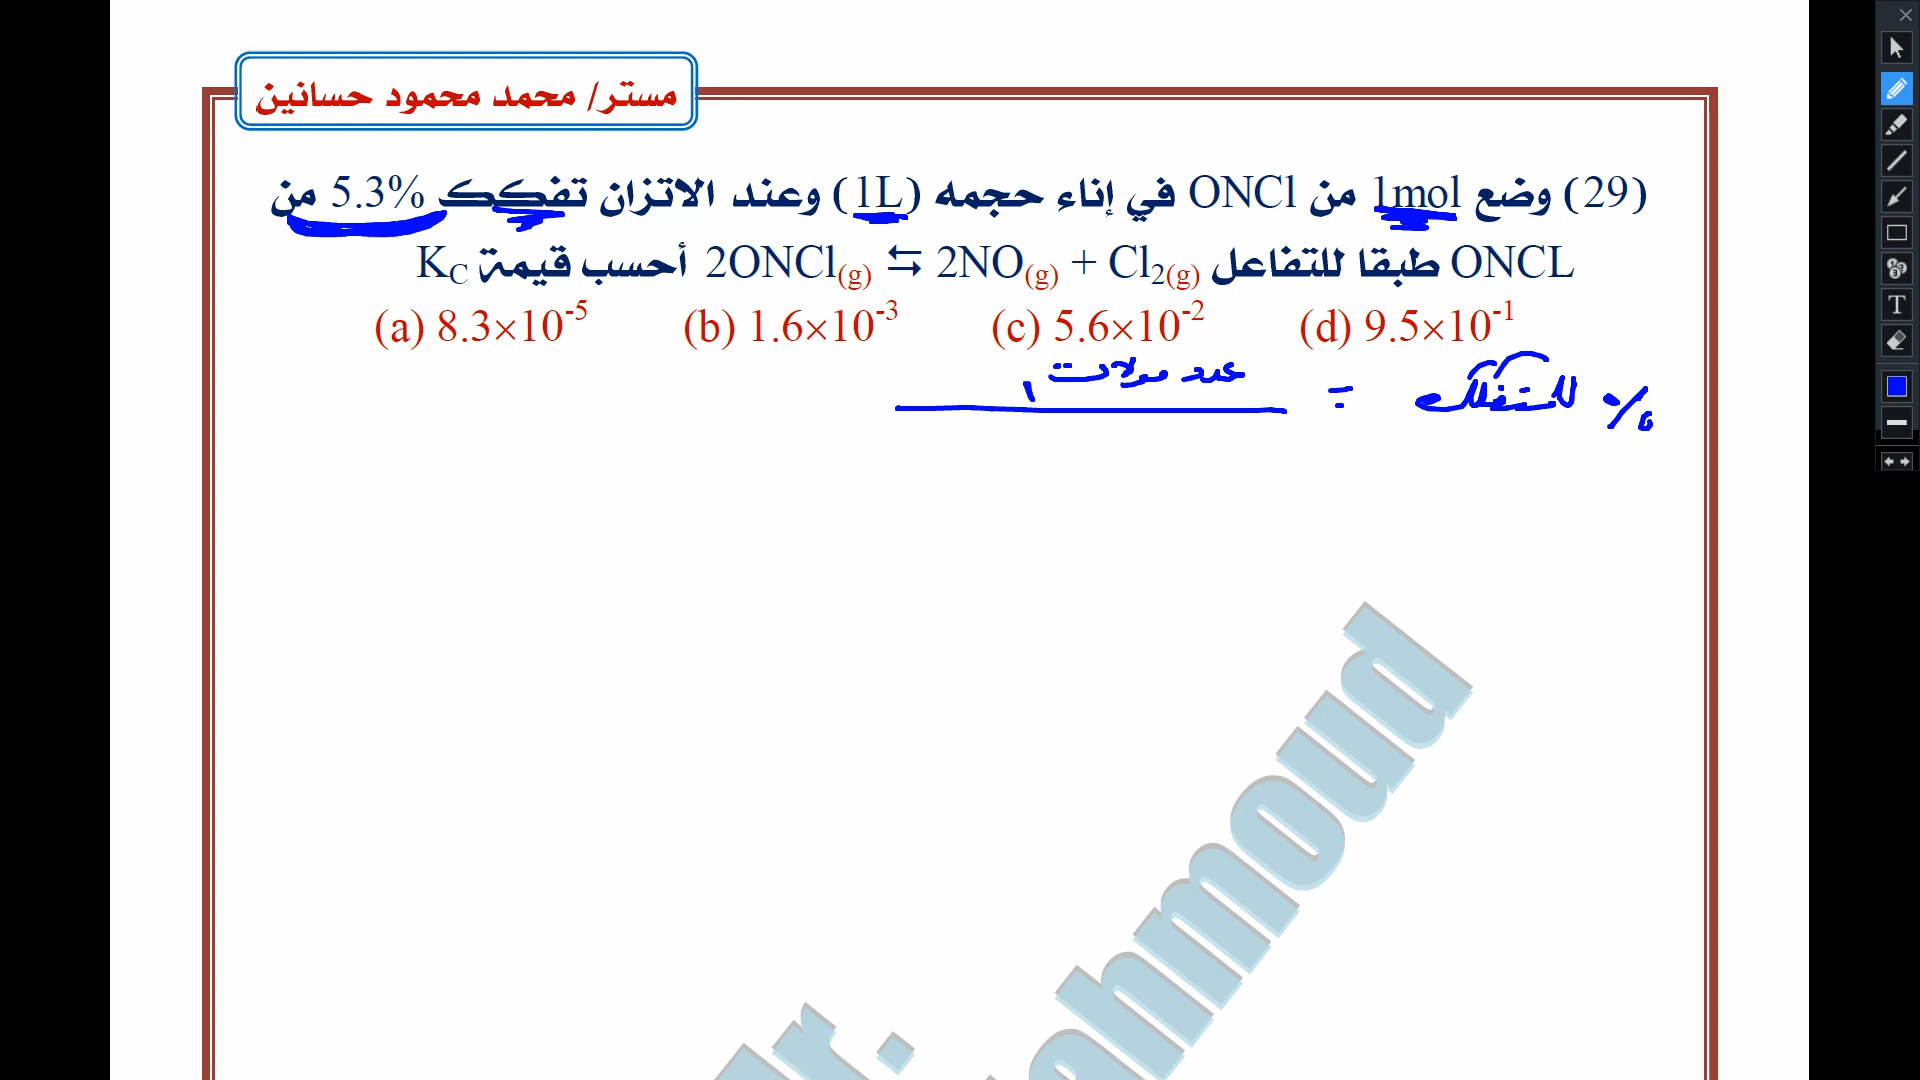 مستر/ محمد محمود حسانين
(29) وضع 1mol من ONCl في إناء حجمه (1L) وعند الاتزان تفكك 5.3% من
ONCL طبقا للتفاعل 2ONCl(g) ⇆ 2NO(g) + Cl2(g) أحسب قيمة KC
(a) 8.3×10-5 (b) 1.6×10-3 (c) 5.6×10-2 (d) 9.5×10-1
% للتفكك = عدد مولات ا
Mr.
ahmoud